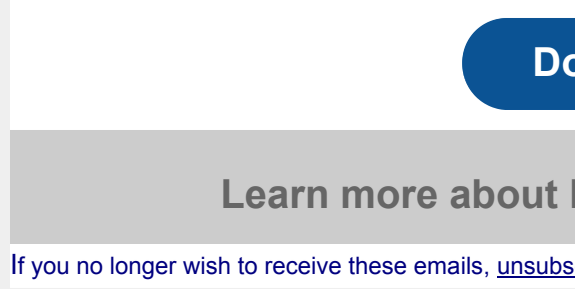 Do
Learn more about
If you no longer wish to receive these emails, unsubs